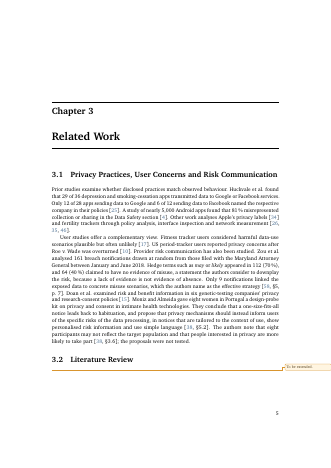 Chapter 3
Related Work
3.1 Privacy Practices, User Concerns and Risk Communication
Prior studies examine whether disclosed practices match observed behaviour. Huckvale et al. found
that 29 of 36 depression and smoking-cessation apps transmitted data to Google or Facebook services.
Only 12 of 28 apps sending data to Google and 6 of 12 sending data to Facebook named the respective
company in their policies [25]. A study of nearly 5,000 Android apps found that 81% misrepresented
collection or sharing in the Data Safety section [4]. Other work analyses Apple's privacy labels [34]
and fertility trackers through policy analysis, interface inspection and network measurement [26,
35, 46].
User studies offer a complementary view. Fitness tracker users considered harmful data-use
scenarios plausible but often unlikely [17]. US period-tracker users reported privacy concerns after
Roe v. Wade was overturned [10]. Provider risk communication has also been studied. Zou et al.
analysed 161 breach notifications drawn at random from those filed with the Maryland Attorney
General between January and June 2018. Hedge terms such as may or likely appeared in 112 (70%),
and 64 (40 %) claimed to have no evidence of misuse, a statement the authors consider to downplay
the risk, because a lack of evidence is not evidence of absence. Only 9 notifications linked the
exposed data to concrete misuse scenarios, which the authors name as the effective strategy [58, §5,
p. 7]. Doan et al. examined risk and benefit information in six genetic-testing companies' privacy
and research-consent policies [15]. Moniz and Almeida gave eight women in Portugal a design-probe
kit on privacy and consent in intimate health technologies. They conclude that a one-size-fits-all
notice leads back to habituation, and propose that privacy mechanisms should instead inform users
of the specific risks of the data processing, in notices that are tailored to the context of use, show
personalised risk information and use simple language [38, §5.2]. The authors note that eight
participants may not reflect the target population and that people interested in privacy are more
likely to take part [38, §3.6], the proposals were not tested.
3.2 Literature Review
To be extended.
5